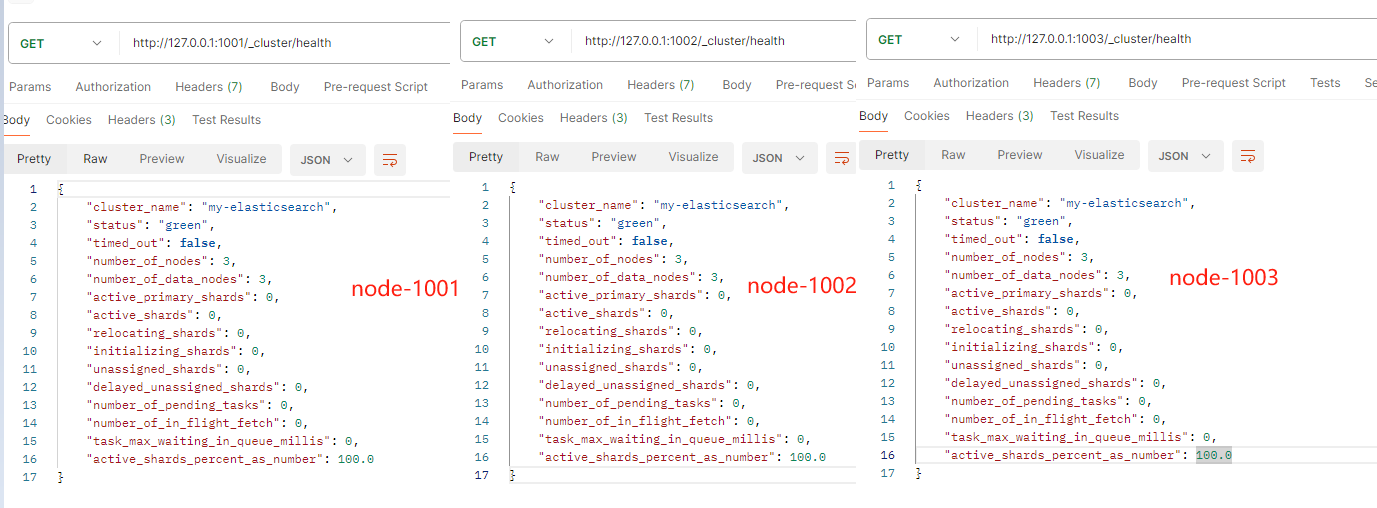 GET http://127.0.0.1:1001/_cluster/health
Params Authorization Headers (7) Body Pre-request Script
Body Cookies Headers (3) Test Results
Pretty Raw Preview Visualize JSON
1 {
2 "cluster_name": "my-elasticsearch",
3 "status": "green",
4 "timed_out": false,
5 "number_of_nodes": 3,
6 "number_of_data_nodes": 3,
7 "active_primary_shards": 0,
8 "active_shards": 0,
9 "relocating_shards": 0,
10 "initializing_shards": 0,
11 "unassigned_shards": 0,
12 "delayed_unassigned_shards": 0,
13 "number_of_pending_tasks": 0,
14 "number_of_in_flight_fetch": 0,
15 "task_max_waiting_in_queue_millis": 0,
16 "active_shards_percent_as_number": 100.0
17 }
node-1001
GET http://127.0.0.1:1002/_cluster/health
Params Authorization Headers (7) Body Pre-request S
Body Cookies Headers (3) Test Results
Pretty Raw Preview Visualize JSON
1 {
2 "cluster_name": "my-elasticsearch",
3 "status": "green",
4 "timed_out": false,
5 "number_of_nodes": 3,
6 "number_of_data_nodes": 3,
7 "active_primary_shards": 0,
8 "active_shards": 0,
9 "relocating_shards": 0,
10 "initializing_shards": 0,
11 "unassigned_shards": 0,
12 "delayed_unassigned_shards": 0,
13 "number_of_pending_tasks": 0,
14 "number_of_in_flight_fetch": 0,
15 "task_max_waiting_in_queue_millis": 0,
16 "active_shards_percent_as_number": 100.0
17 }
node-1002
GET http://127.0.0.1:1003/_cluster/health
Params Authorization Headers (7) Body Pre-request Script Tests Se
Body Cookies Headers (3) Test Results
Pretty Raw Preview Visualize JSON
1 {
2 "cluster_name": "my-elasticsearch",
3 "status": "green",
4 "timed_out": false,
5 "number_of_nodes": 3,
6 "number_of_data_nodes": 3,
7 "active_primary_shards": 0,
8 "active_shards": 0,
9 "relocating_shards": 0,
10 "initializing_shards": 0,
11 "unassigned_shards": 0,
12 "delayed_unassigned_shards": 0,
13 "number_of_pending_tasks": 0,
14 "number_of_in_flight_fetch": 0,
15 "task_max_waiting_in_queue_millis": 0,
16 "active_shards_percent_as_number": 100.0
17 }
node-1003